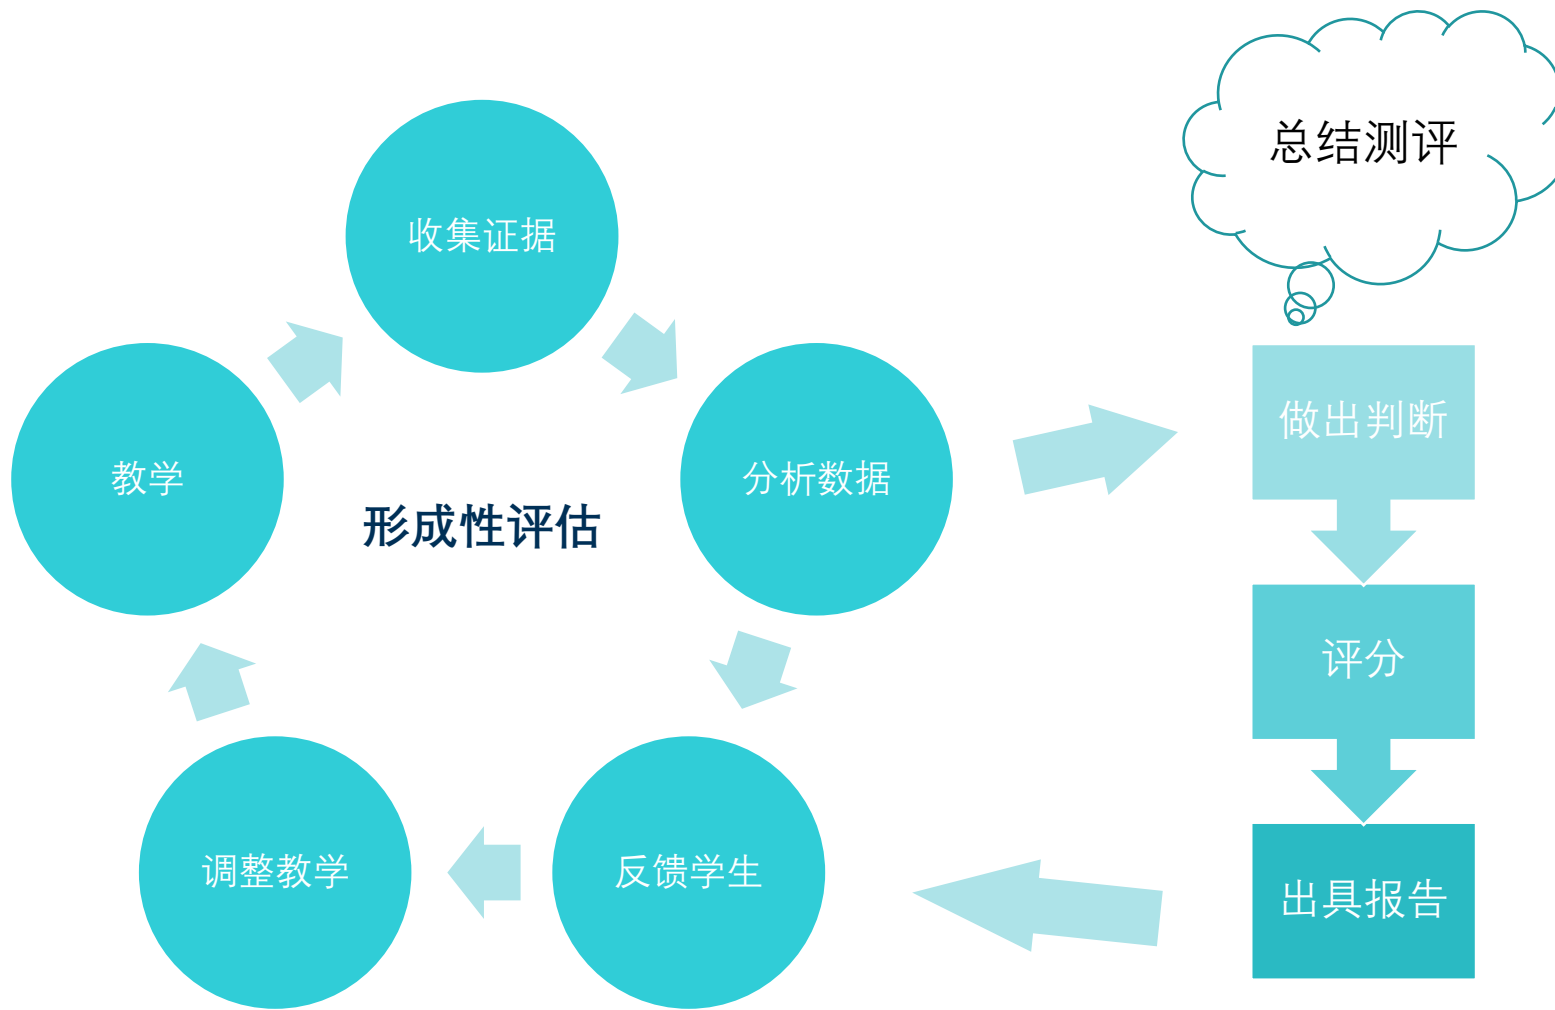 总结测评
收集证据
做出判断
教学
分析数据
形成性评估
评分
调整教学
反馈学生
出具报告